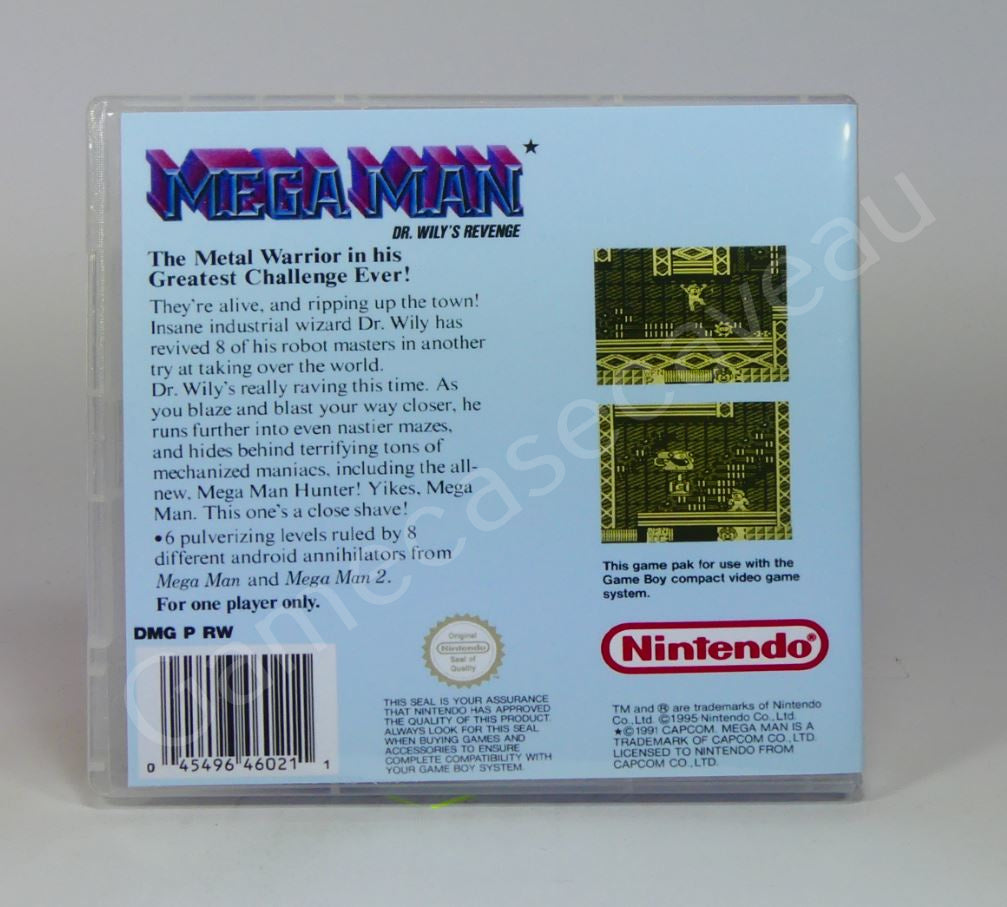 MEGA MAN★
DR. WILY'S REVENGE
The Metal Warrior in his
Greatest Challenge Ever!
They're alive, and ripping up the town!
Insane industrial wizard Dr. Wily has
revived 8 of his robot masters in another
try at taking over the world.
Dr. Wily's really raving this time. As
you blaze and blast your way closer, he
runs further into even nastier mazes,
and hides behind terrifying tons of
mechanized maniacs, including the all-
new, Mega Man Hunter! Yikes, Mega
Man. This one's a close shave!
•6 pulverizing levels ruled by 8
different android annihilators from
Mega Man and Mega Man 2.
For one player only.
DMG P RW
0 45496 46021 1
Original
Nintendo
Seal of
Quality
THIS SEAL IS YOUR ASSURANCE
THAT NINTENDO HAS APPROVED
THE QUALITY OF THIS PRODUCT.
ALWAYS LOOK FOR THIS SEAL
WHEN BUYING GAMES AND
ACCESSORIES TO ENSURE
COMPLETE COMPATIBILITY WITH
YOUR GAME BOY SYSTEM.
This game pak for use with the
Game Boy compact video game
system.
Nintendo®
TM and ® are trademarks of Nintendo
Co.,Ltd. ©1995 Nintendo Co., Ltd.
★©1991 CAPCOM. MEGA MAN IS A
TRADEMARK OF CAPCOM CO., LTD.
LICENSED TO NINTENDO FROM
CAPCOM CO.,LTD.
Gamecasecaveau